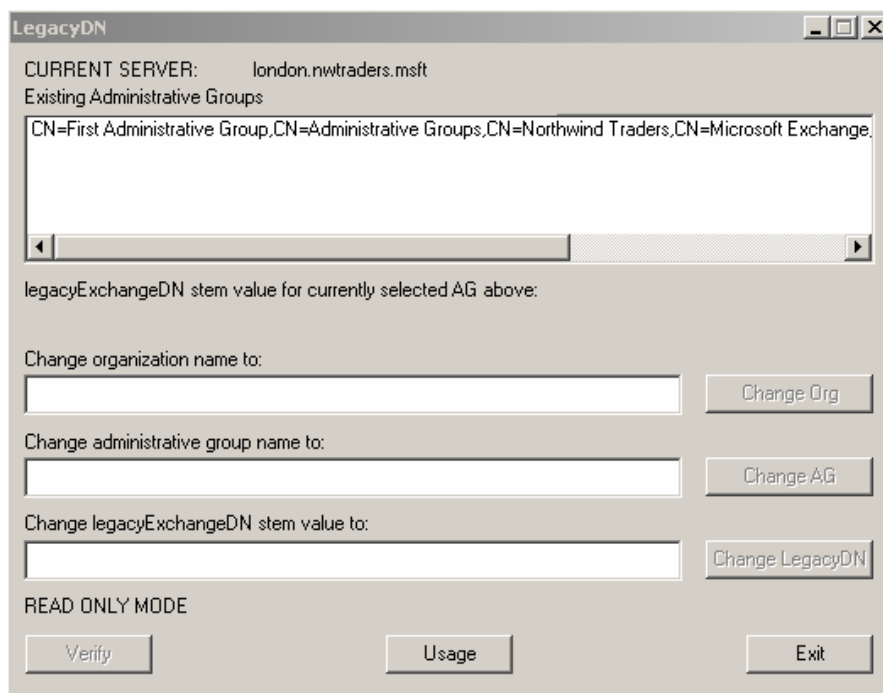 LegacyDN
CURRENT SERVER: london.nwtraders.msft
Existing Administrative Groups
CN=First Administrative Group,CN=Administrative Groups,CN=Northwind Traders,CN=Microsoft Exchange,
legacyExchangeDN stem value for currently selected AG above:
Change organization name to:
Change Org
Change administrative group name to:
Change AG
Change legacyExchangeDN stem value to:
Change LegacyDN
READ ONLY MODE
Verify Usage Exit